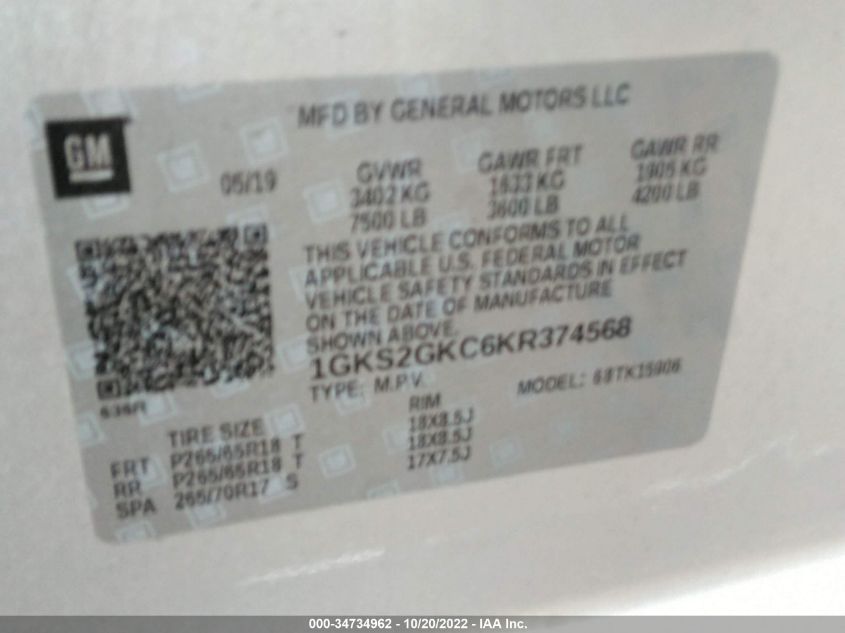 GM
MFD BY GENERAL MOTORS LLC
05/19
GVWR
3402 KG
7500 LB
GAWR FRT
1633 KG
3600 LB
GAWR RR
1905 KG
4200 LB
THIS VEHICLE CONFORMS TO ALL
APPLICABLE U.S. FEDERAL MOTOR
VEHICLE SAFETY STANDARDS IN EFFECT
ON THE DATE OF MANUFACTURE
SHOWN ABOVE.
1GKS2GKC6KR374568
TYPE: M.P.V.
MODEL:
TIRE SIZE
RIM
FRT P265/65R18 T 18X8.5J
RR P265/65R18 T 18X8.5J
SPA 265/70R17 S 17X7.5J
000-34734962 - 10/20/2022 - IAA Inc.